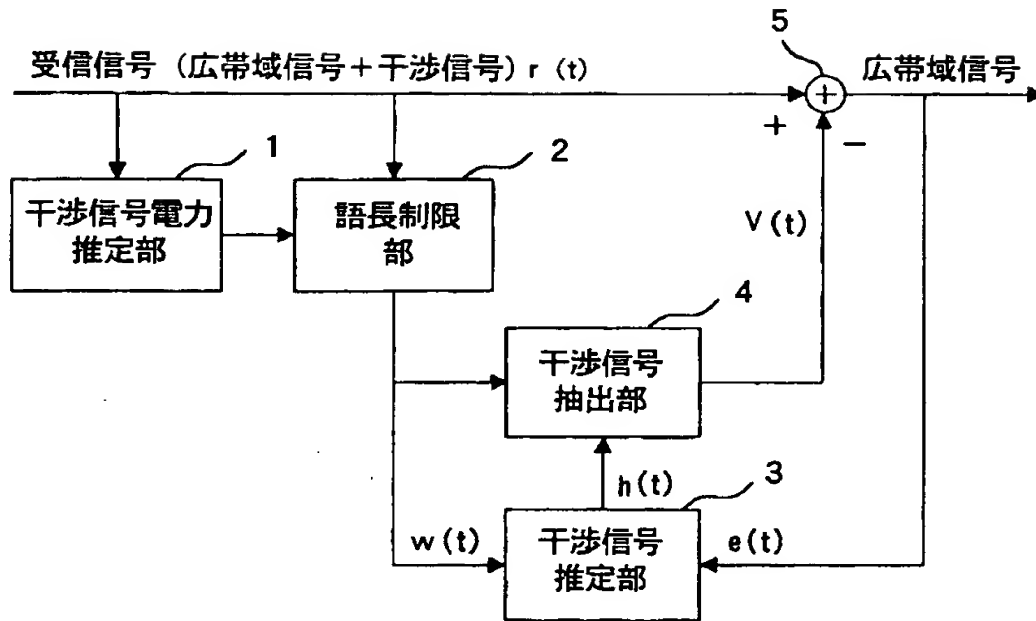 受信信号 (広帯域信号+干渉信号) r (t)
5
広帯域信号
+
−
1
2
干渉信号電力
推定部
語長制限
部
V(t)
4
干渉信号
抽出部
h(t)
3
w(t)
干渉信号
推定部
e(t)